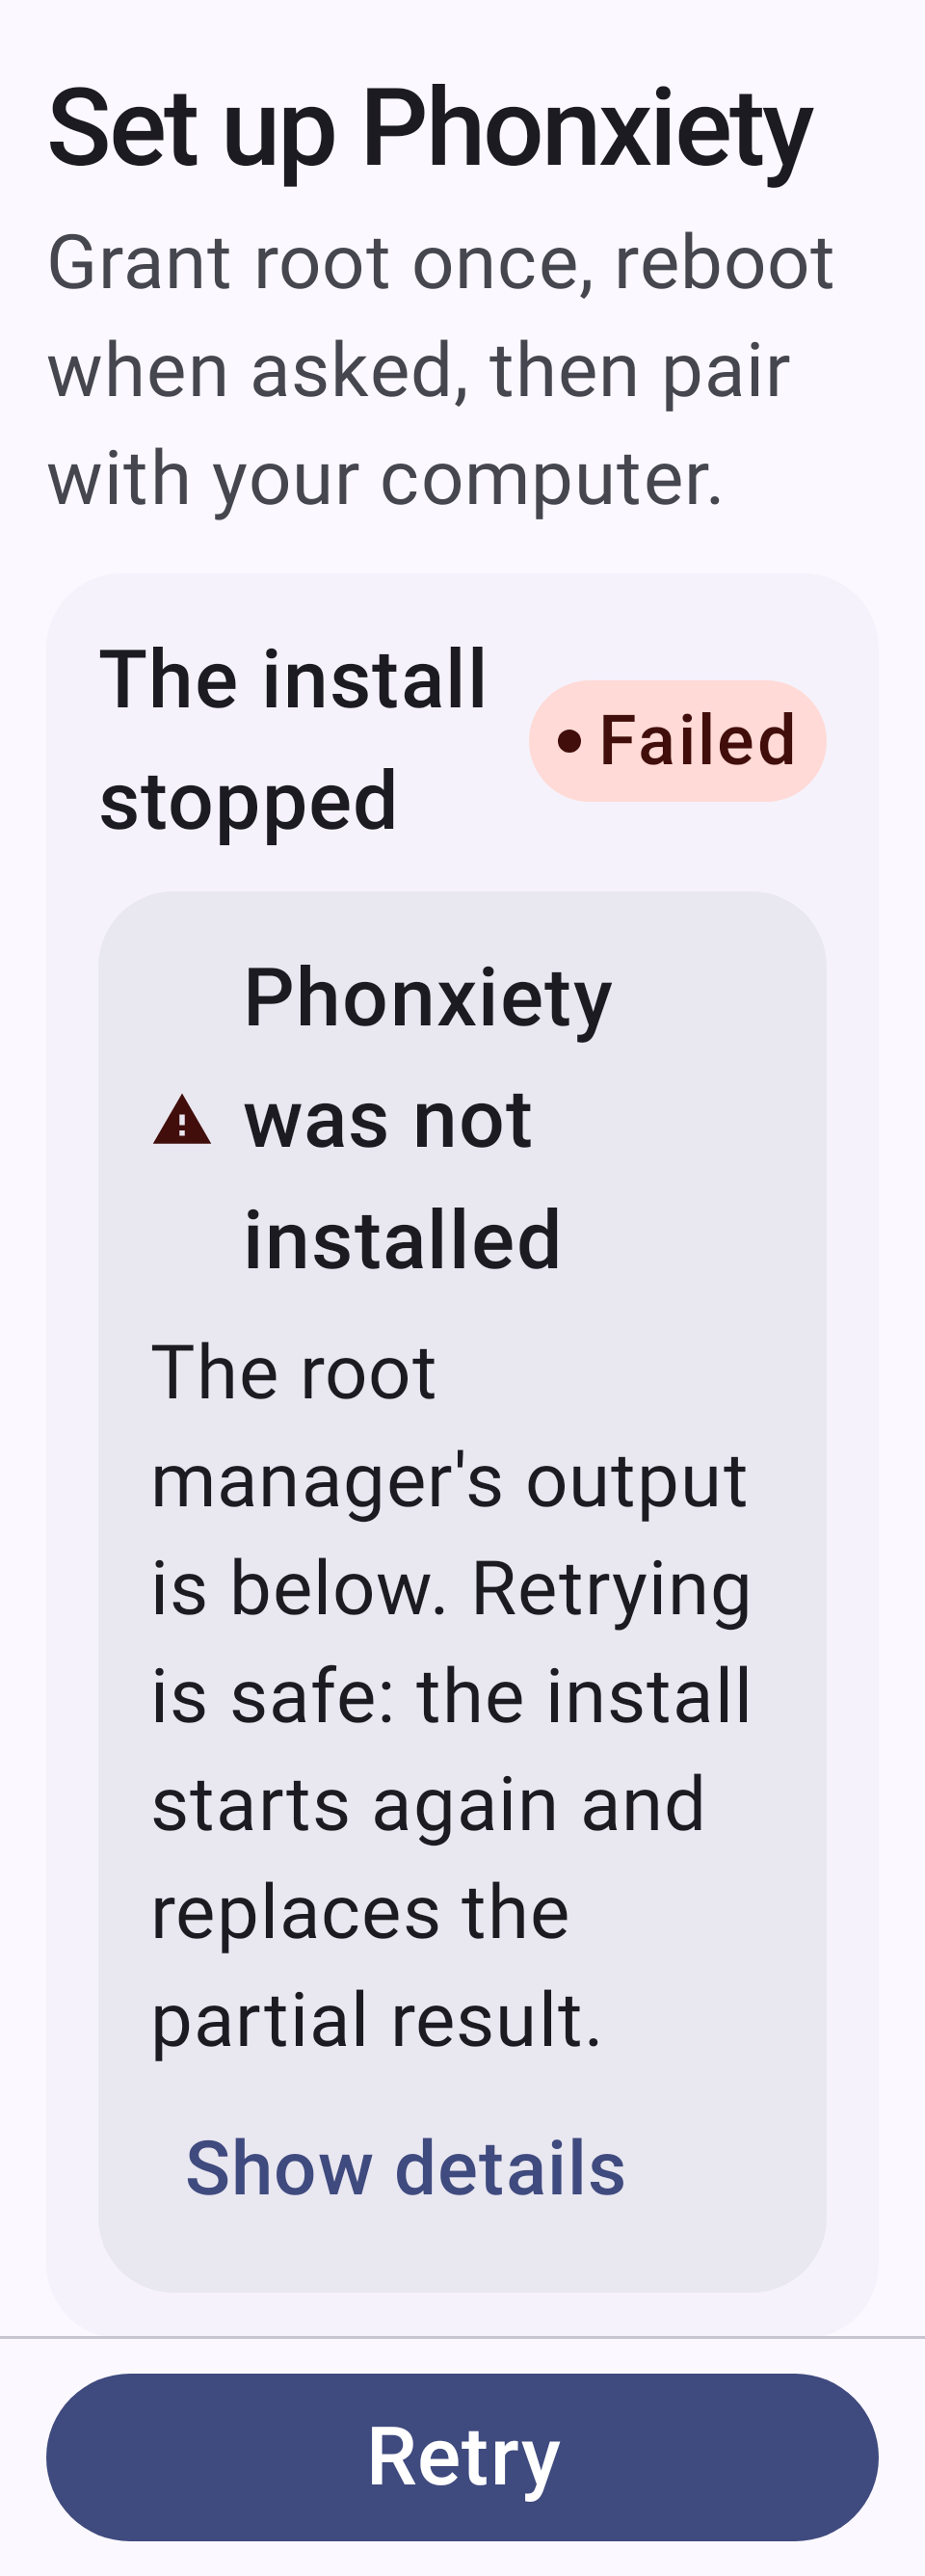 Set up Phonxiety
Grant root once, reboot
when asked, then pair
with your computer.
The install
stopped
Failed
Phonxiety
was not
installed
The root
manager's output
is below. Retrying
is safe: the install
starts again and
replaces the
partial result.
Show details
Retry